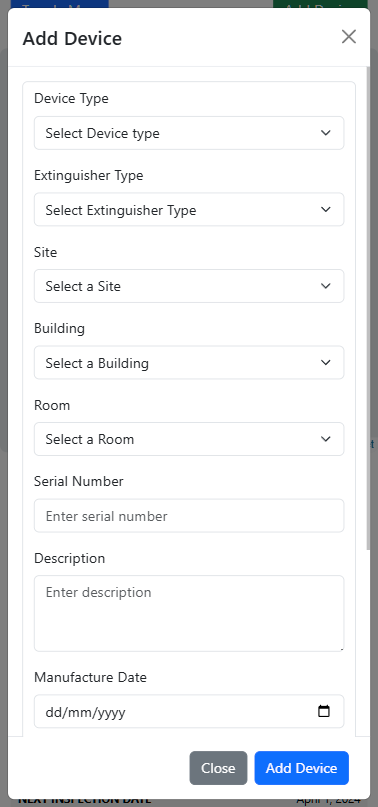 Add Device
Device Type
Select Device type
Extinguisher Type
Select Extinguisher Type
Site
Select a Site
Building
Select a Building
Room
Select a Room
Serial Number
Enter serial number
Description
Enter description
Manufacture Date
dd/mm/yyyy
Close
Add Device
NEXT INSPECTION DATE
April 1, 2024